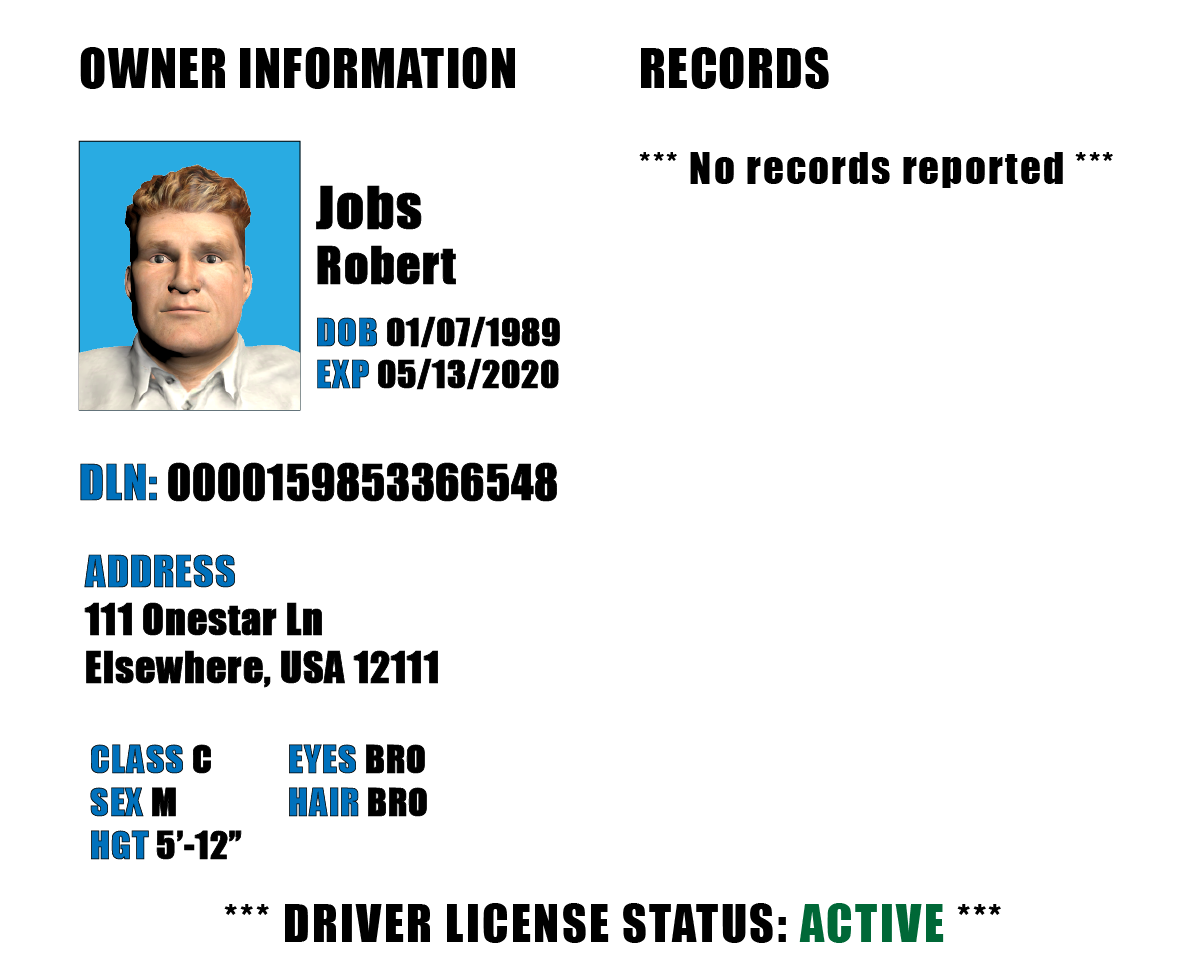 OWNER INFORMATION
Jobs
Robert
DOB 01/07/1989
EXP 05/13/2020
DLN: 0000159853366548
ADDRESS
111 Onestar Ln
Elsewhere, USA 12111
CLASS C EYES BRO
SEX M HAIR BRO
HGT 5’-12”
RECORDS
*** No records reported ***
*** DRIVER LICENSE STATUS: ACTIVE ***